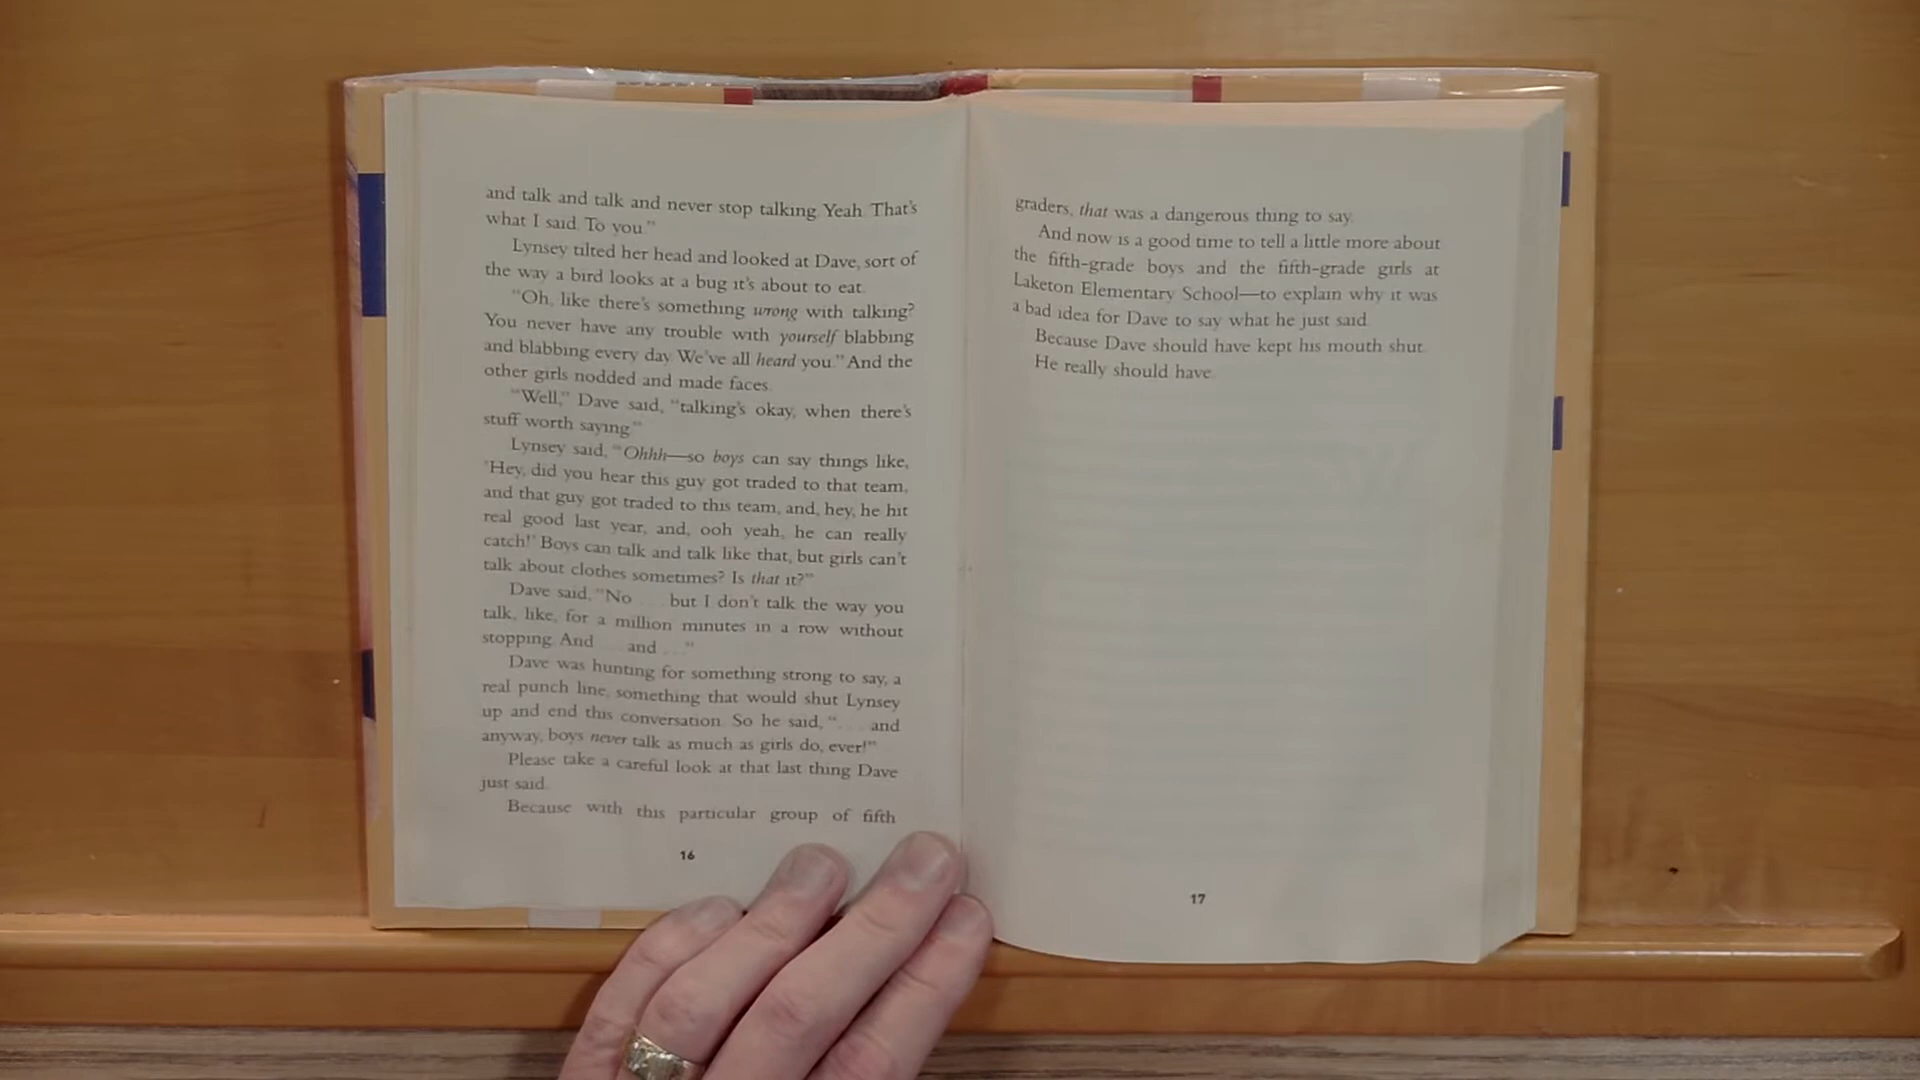 and talk and talk and never stop talking. Yeah. That's
what I said. To you."
Lynsey tilted her head and looked at Dave, sort of
the way a bird looks at a bug it's about to eat.
"Oh, like there's something wrong with talking?
You never have any trouble with yourself blabbing
and blabbing every day. We've all heard you." And the
other girls nodded and made faces.
"Well," Dave said, "talking's okay, when there's
stuff worth saying."
Lynsey said, "Ohhh—so boys can say things like,
'Hey, did you hear this guy got traded to that team,
and that guy got traded to this team, and, hey, he hit
real good last year, and, ooh yeah, he can really
catch!' Boys can talk and talk like that, but girls can't
talk about clothes sometimes? Is that it?"
Dave said, "No . . . but I don't talk the way you
talk, like, for a million minutes in a row without
stopping. And . . . and . . ."
Dave was hunting for something strong to say, a
real punch line, something that would shut Lynsey
up and end this conversation. So he said, ". . . and
anyway, boys never talk as much as girls do, ever!"
Please take a careful look at that last thing Dave
just said.
Because with this particular group of fifth
16
graders, that was a dangerous thing to say.
And now is a good time to tell a little more about
the fifth-grade boys and the fifth-grade girls at
Laketon Elementary School—to explain why it was
a bad idea for Dave to say what he just said.
Because Dave should have kept his mouth shut.
He really should have.
17